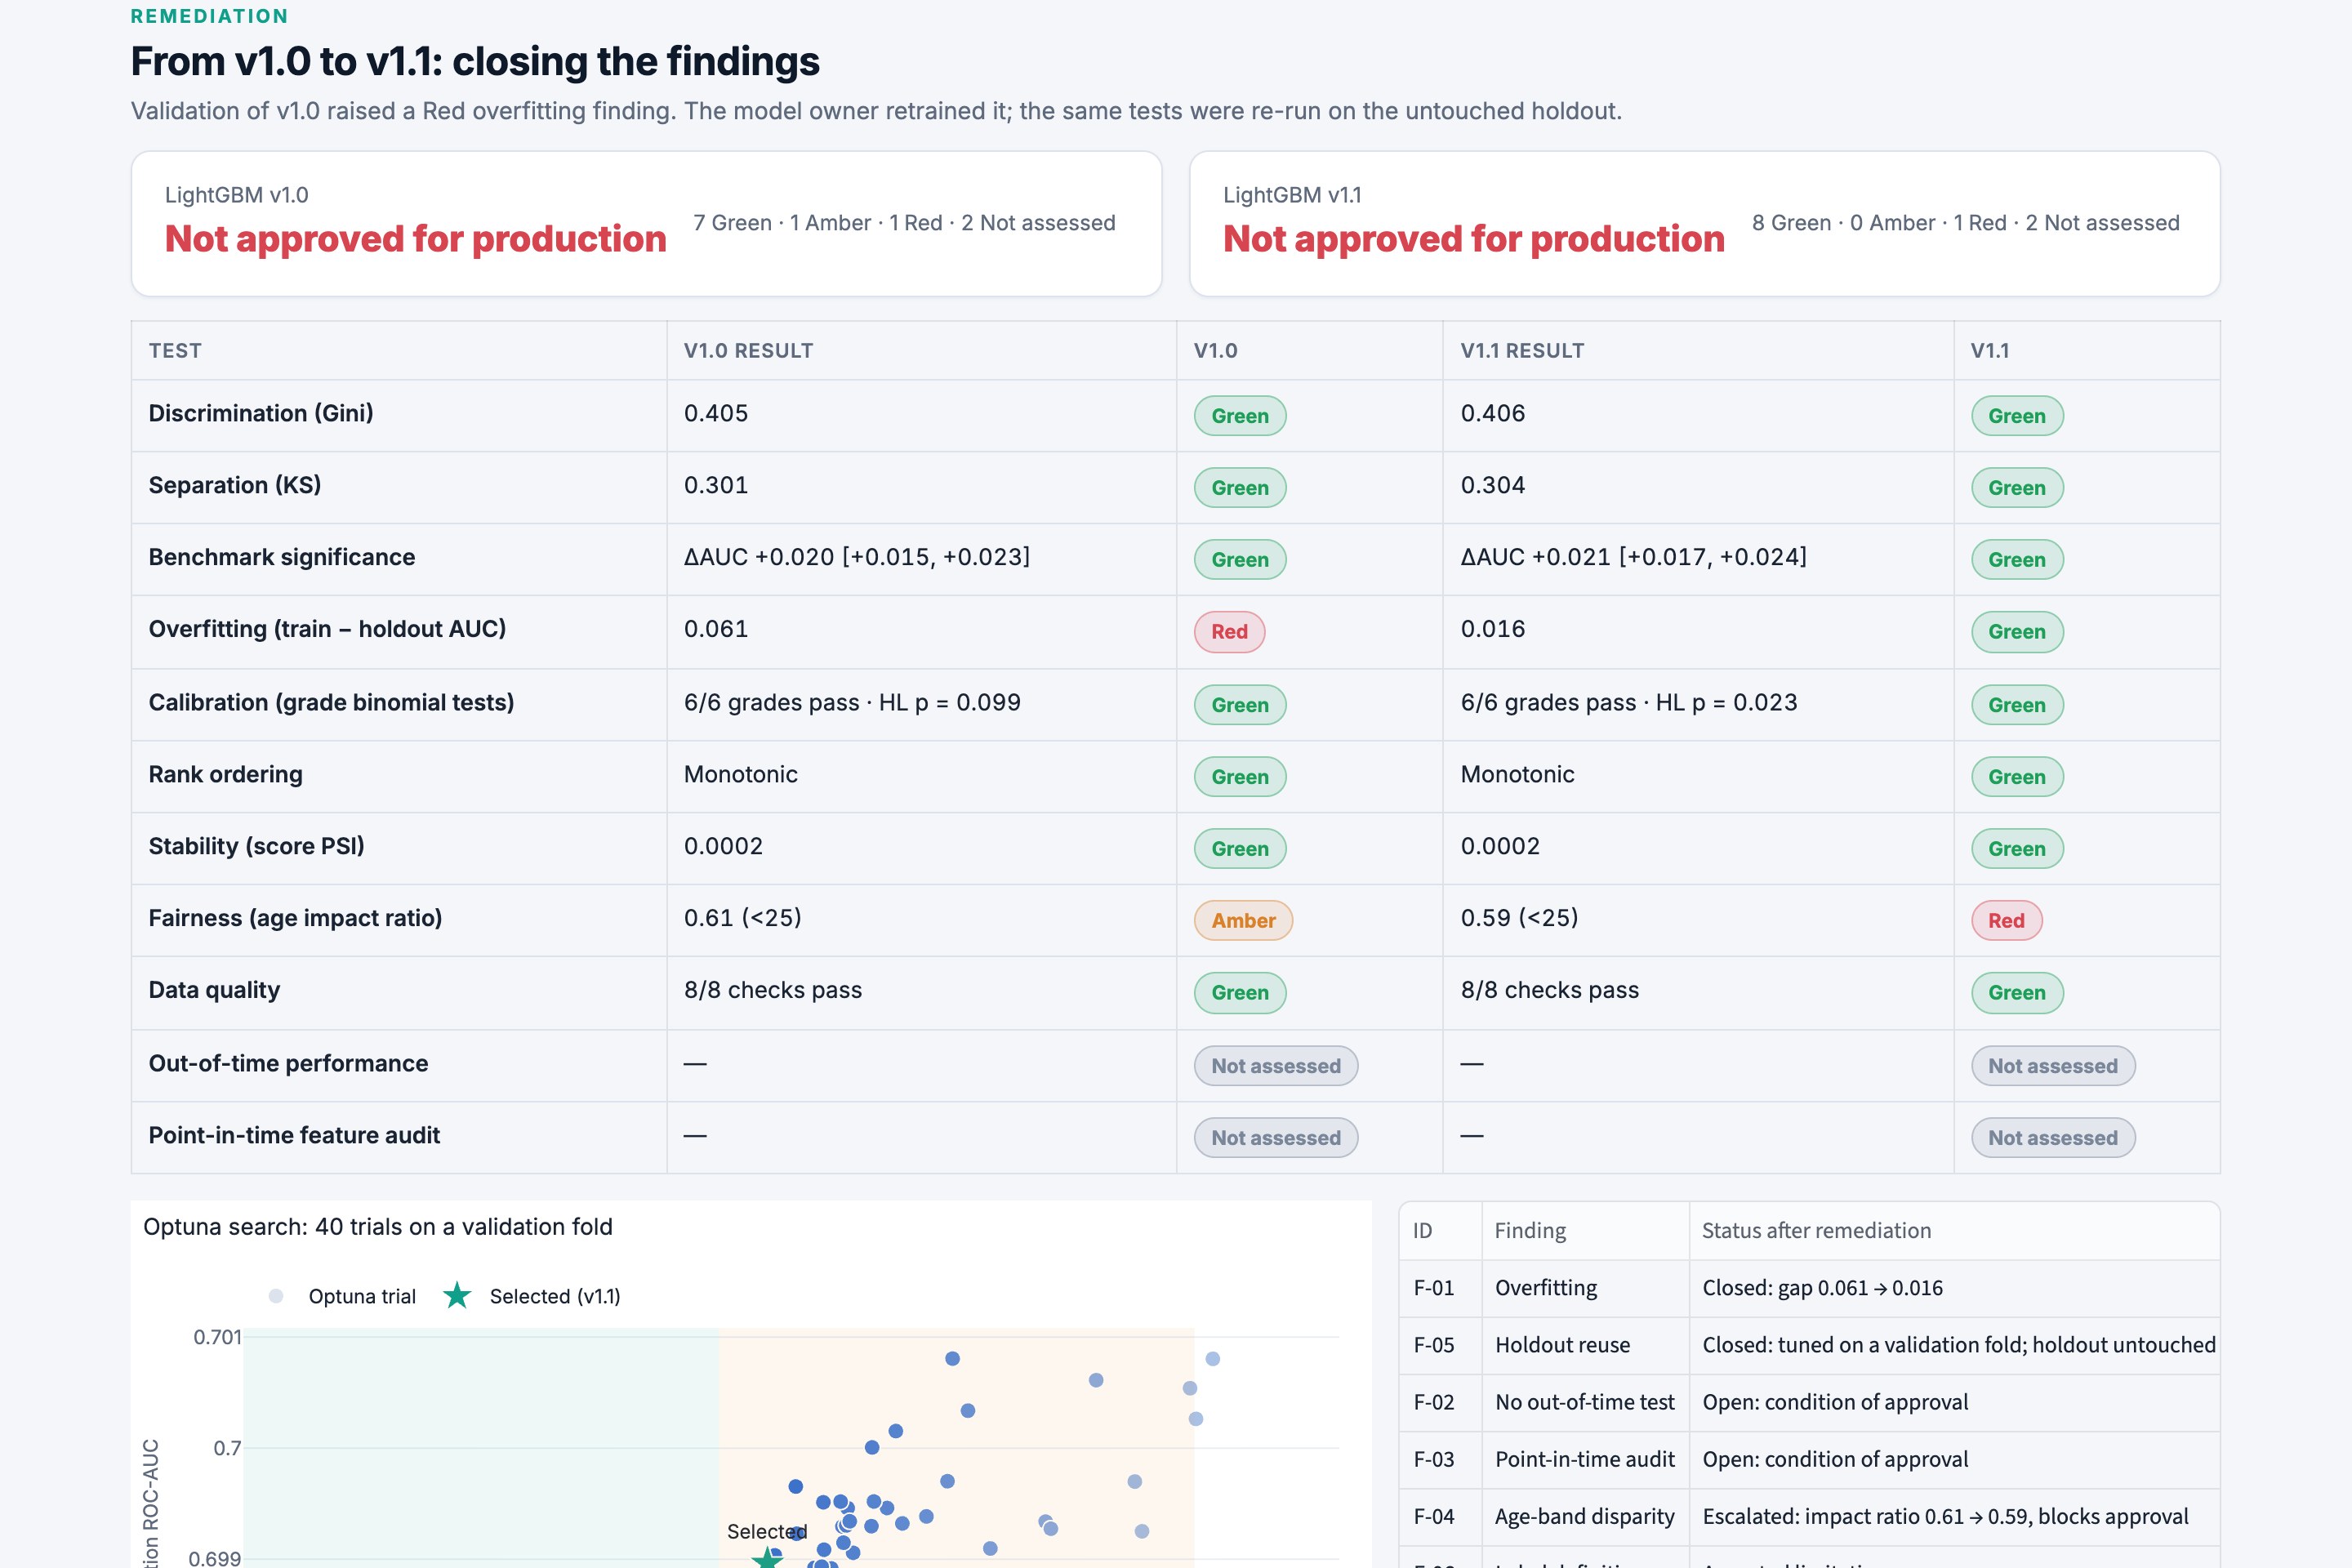 REMEDIATION
From v1.0 to v1.1: closing the findings
Validation of v1.0 raised a Red overfitting finding. The model owner retrained it; the same tests were re-run on the untouched holdout.
LightGBM v1.0
Not approved for production
7 Green · 1 Amber · 1 Red · 2 Not assessed
LightGBM v1.1
Not approved for production
8 Green · 0 Amber · 1 Red · 2 Not assessed
TEST V1.0 RESULT V1.0 V1.1 RESULT V1.1
Discrimination (Gini) 0.405 Green 0.406 Green
Separation (KS) 0.301 Green 0.304 Green
Benchmark significance ΔAUC +0.020 [+0.015, +0.023] Green ΔAUC +0.021 [+0.017, +0.024] Green
Overfitting (train − holdout AUC) 0.061 Red 0.016 Green
Calibration (grade binomial tests) 6/6 grades pass · HL p = 0.099 Green 6/6 grades pass · HL p = 0.023 Green
Rank ordering Monotonic Green Monotonic Green
Stability (score PSI) 0.0002 Green 0.0002 Green
Fairness (age impact ratio) 0.61 (<25) Amber 0.59 (<25) Red
Data quality 8/8 checks pass Green 8/8 checks pass Green
Out-of-time performance — Not assessed — Not assessed
Point-in-time feature audit — Not assessed — Not assessed
Optuna search: 40 trials on a validation fold
Optuna trial Selected (v1.1)
0.701
0.7
0.699
ROC-AUC
Selected
ID Finding Status after remediation
F-01 Overfitting Closed: gap 0.061 → 0.016
F-05 Holdout reuse Closed: tuned on a validation fold; holdout untouched
F-02 No out-of-time test Open: condition of approval
F-03 Point-in-time audit Open: condition of approval
F-04 Age-band disparity Escalated: impact ratio 0.61 → 0.59, blocks approval